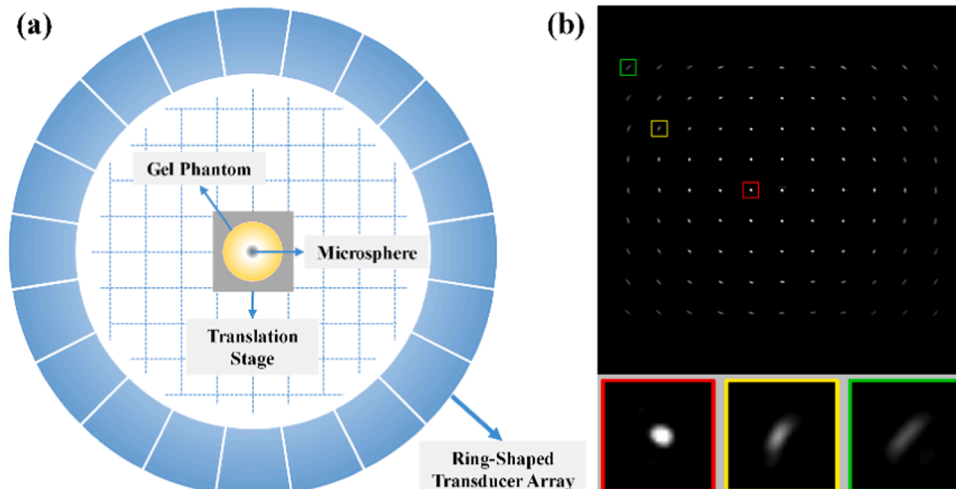 (a)
Gel Phantom
Microsphere
Translation
Stage
Ring-Shaped
Transducer Array
(b)